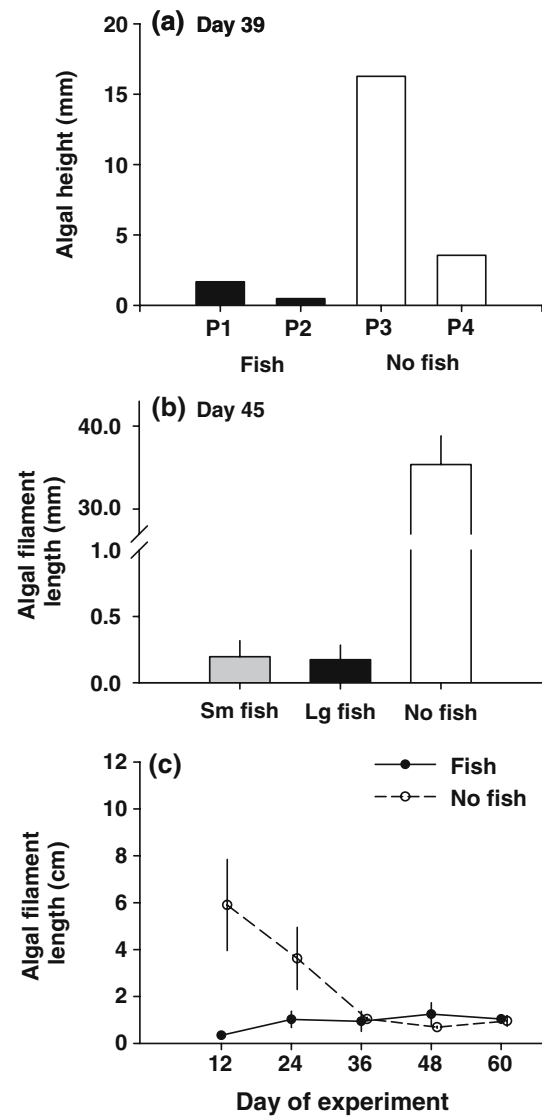 (a) Day 39
20
15
10
5
0
Algal height (mm)
P1 P2 P3 P4
Fish No fish
(b) Day 45
40.0
30.0
1.0
0.5
0.0
Algal filament
length (mm)
Sm fish Lg fish No fish
(c)
Fish
No fish
12
10
8
6
4
2
0
Algal filament
length (cm)
12 24 36 48 60
Day of experiment